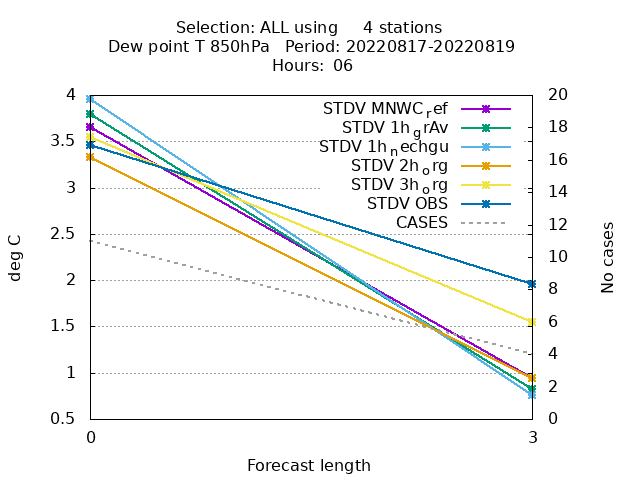 Selection: ALL using 4 stations
Dew point T 850hPa Period: 20220817-20220819
Hours: 06
4 20
STDV MNWC_ref
3.5 STDV 1h_grAv 18
STDV 1h_nechgu
3 STDV 2h_org 16
STDV 3h_org 14
STDV OBS
2.5 CASES 12
deg C
No cases
2 10
8
1.5 6
1 4
2
0.5 0
0 3
Forecast length